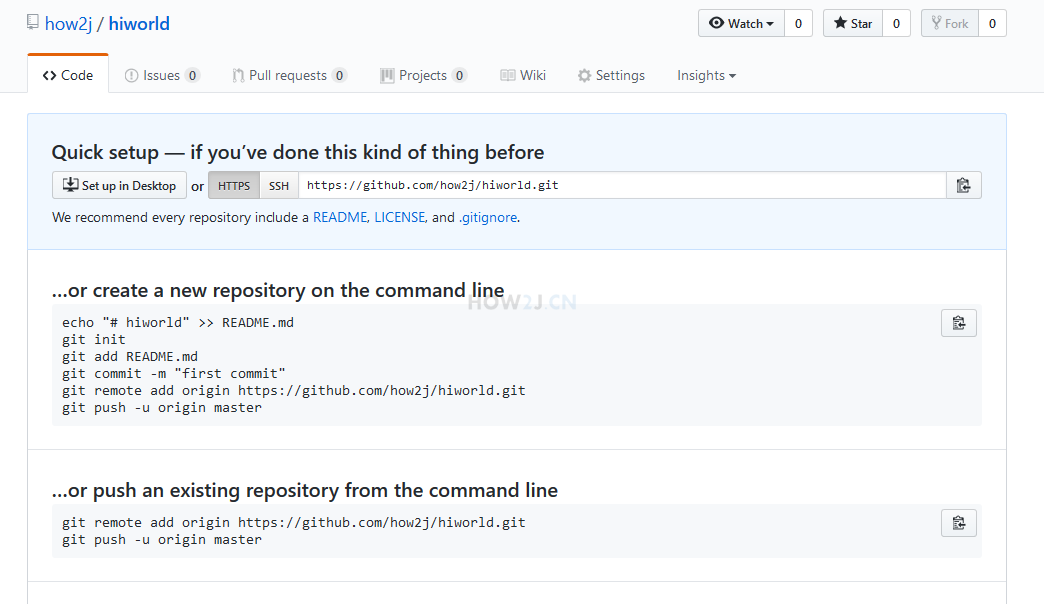 how2j / hiworld
Watch 0 Star 0 Fork 0
Code Issues 0 Pull requests 0 Projects 0 Wiki Settings Insights
Quick setup — if you’ve done this kind of thing before
Set up in Desktop or HTTPS SSH https://github.com/how2j/hiworld.git
We recommend every repository include a README, LICENSE, and .gitignore.
…or create a new repository on the command line
HOW2J.CN
echo "# hiworld" >> README.md
git init
git add README.md
git commit -m "first commit"
git remote add origin https://github.com/how2j/hiworld.git
git push -u origin master
…or push an existing repository from the command line
git remote add origin https://github.com/how2j/hiworld.git
git push -u origin master